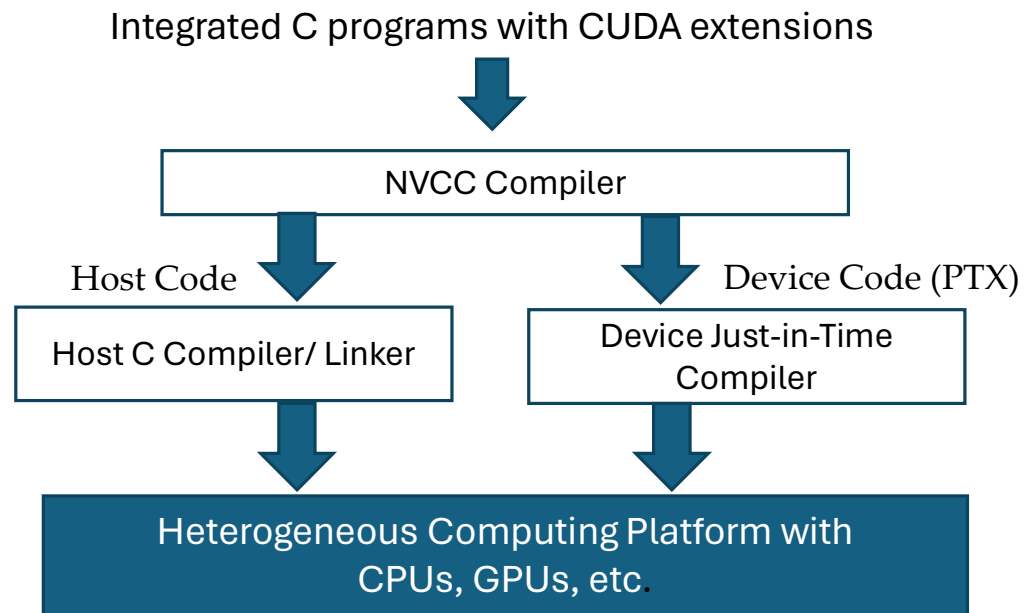 Integrated C programs with CUDA extensions
NVCC Compiler
Host Code
Device Code (PTX)
Host C Compiler/ Linker
Device Just-in-Time
Compiler
Heterogeneous Computing Platform with
CPUs, GPUs, etc.